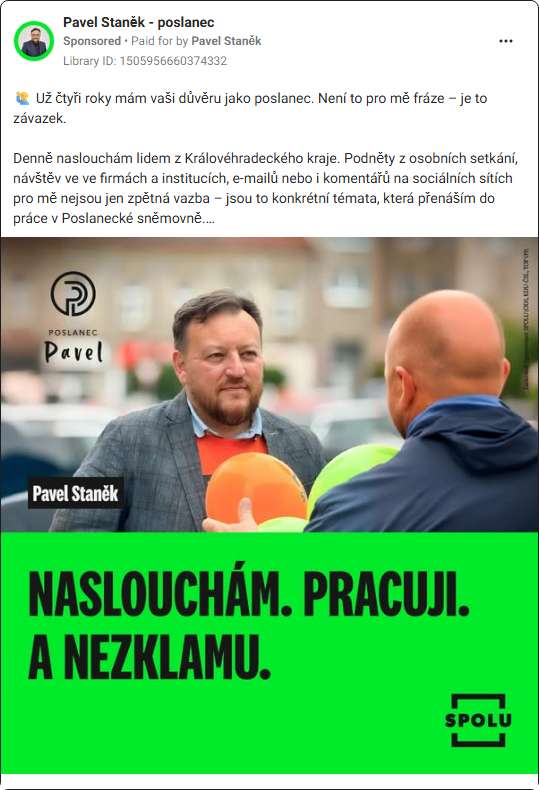 Pavel Staněk - poslanec
Sponsored • Paid for by Pavel Staněk
Library ID: 1505956660374332
Už čtyři roky mám vaši důvěru jako poslanec. Není to pro mě fráze – je to
závazek.
Denně naslouchám lidem z Královéhradeckého kraje. Podněty z osobních setkání,
návštěv ve ve firmách a institucích, e-mailů nebo i komentářů na sociálních sítích
pro mě nejsou jen zpětná vazba – jsou to konkrétní témata, která přenáším do
práce v Poslanecké sněmovně....
POSLANEC
Pavel
Pavel Staněk
NASLOUCHÁM. PRACUJI.
A NEZKLAMU.
SPOLU